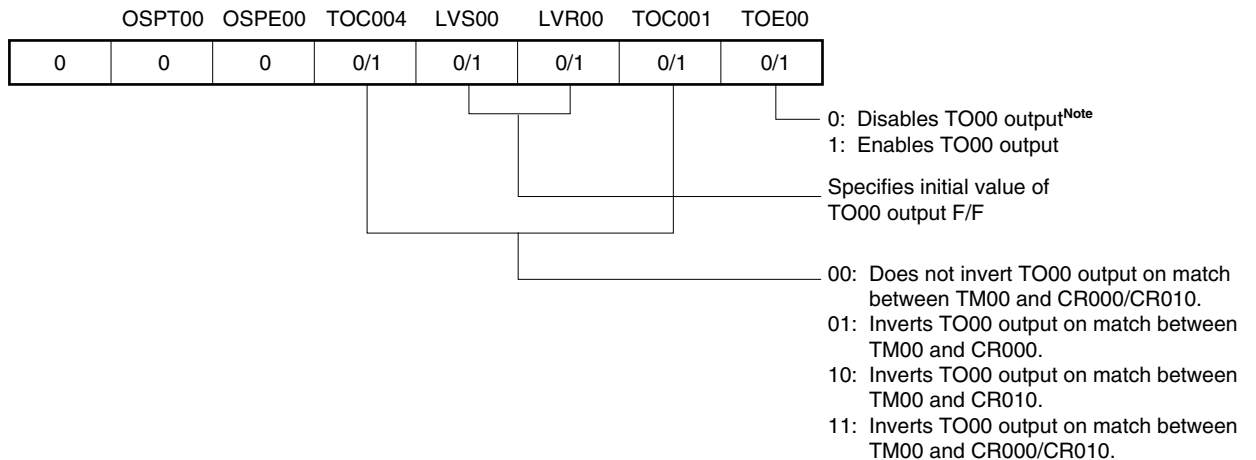 OSPT00 OSPE00 TOC004 LVS00 LVR00 TOC001 TOE00
0 0 0 0/1 0/1 0/1 0/1 0/1
0: Disables TO00 outputNote
1: Enables TO00 output
Specifies initial value of
TO00 output F/F
00: Does not invert TO00 output on match
between TM00 and CR000/CR010.
01: Inverts TO00 output on match between
TM00 and CR000.
10: Inverts TO00 output on match between
TM00 and CR010.
11: Inverts TO00 output on match between
TM00 and CR000/CR010.